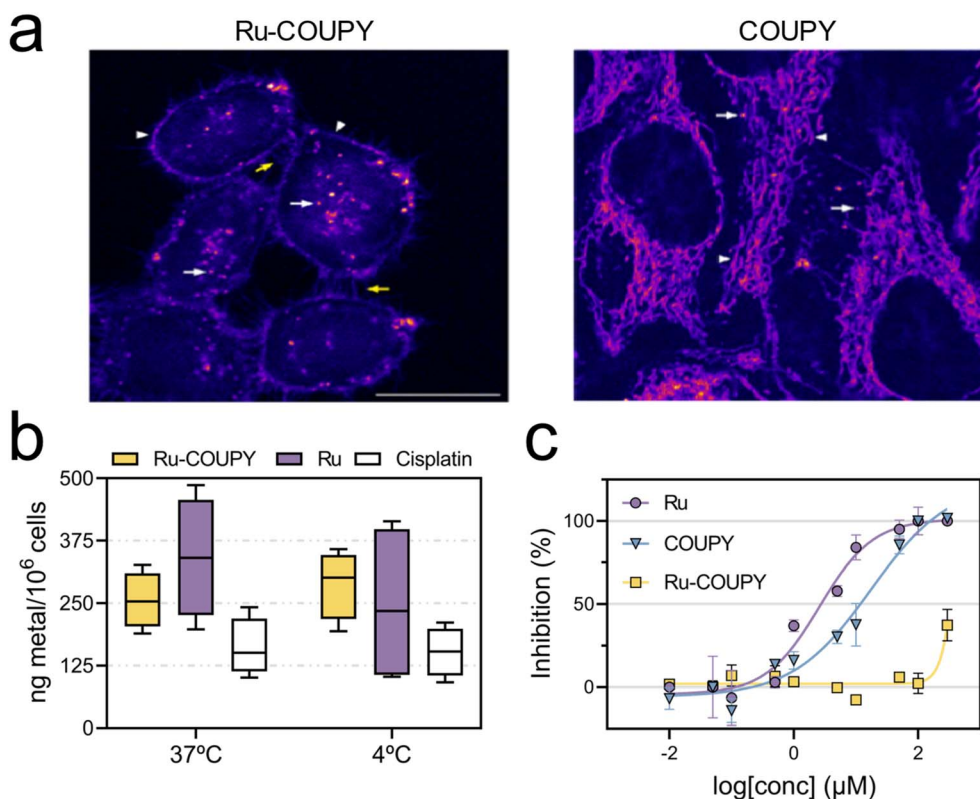 a
Ru-COUPY
COUPY
b
Ru-COUPY Ru Cisplatin
ng metal/10⁶ cells
500
375
250
125
0
37ºC 4ºC
c
Ru
COUPY
Ru-COUPY
Inhibition (%)
100
50
0
-2 0 2
log[conc] (µM)